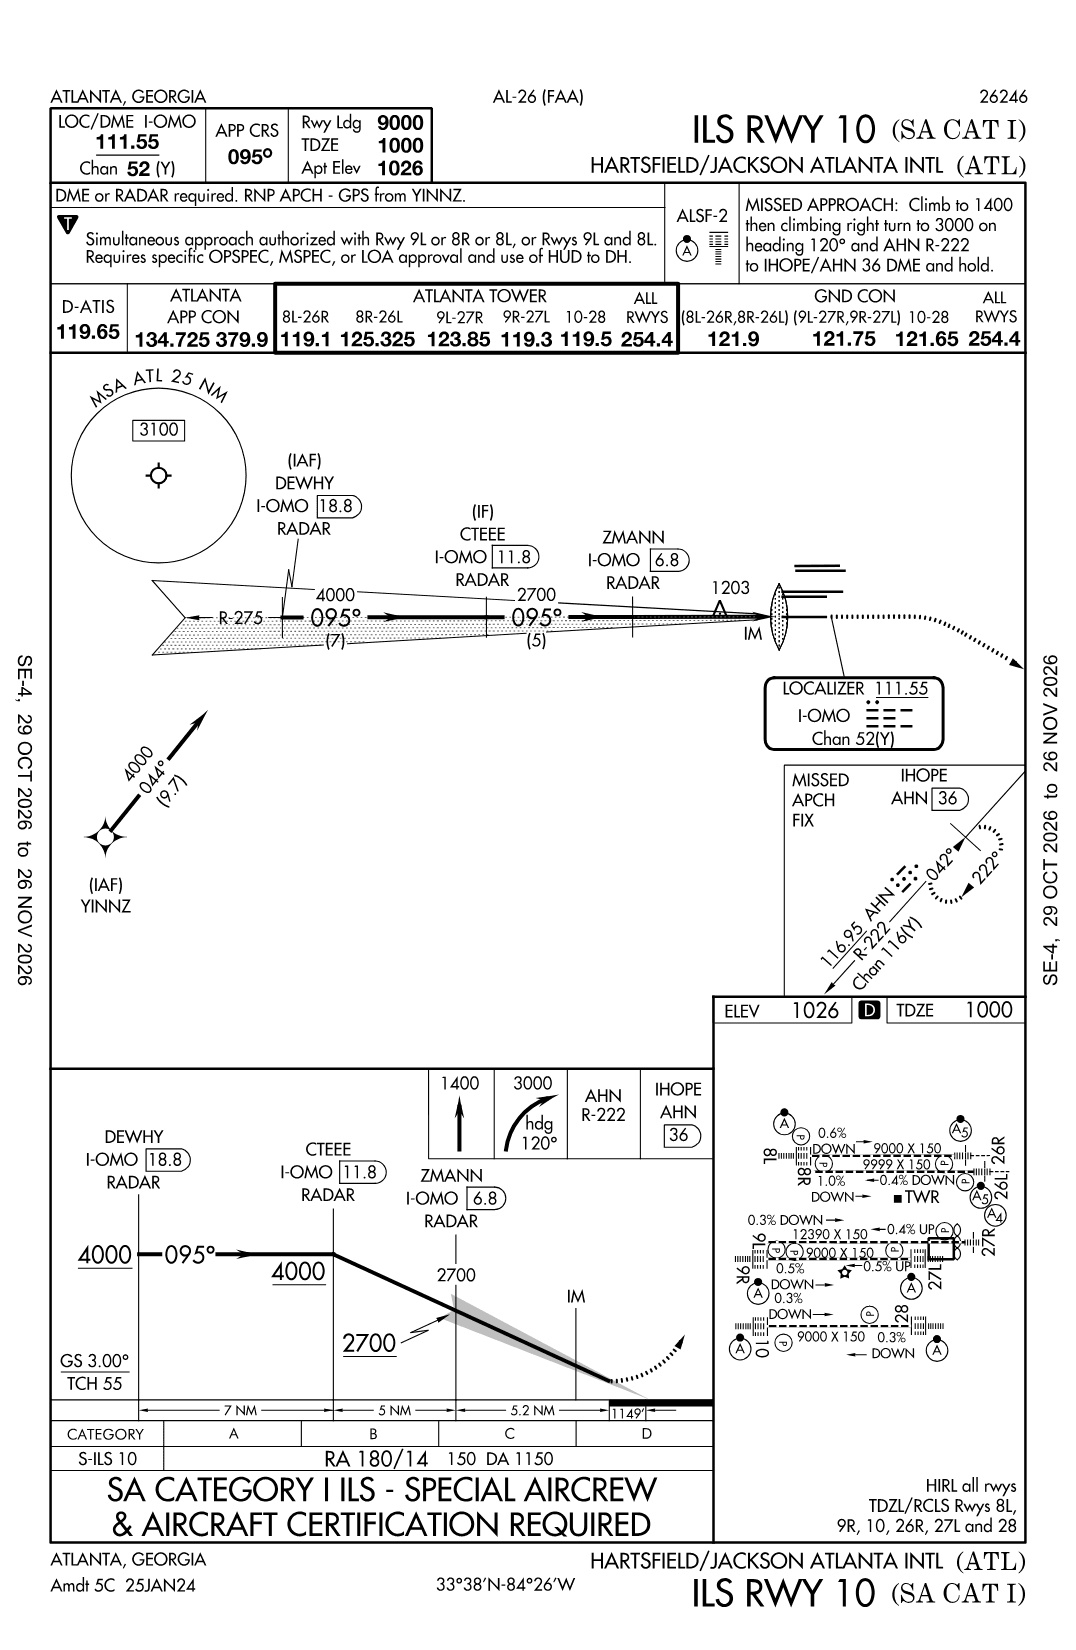 ATLANTA, GEORGIA
AL-26 (FAA)
26246
LOC/DME I-OMO
111.55
Chan 52 (Y)
APP CRS
095°
Rwy Ldg 9000
TDZE 1000
Apt Elev 1026
ILS RWY 10 (SA CAT I)
HARTSFIELD/JACKSON ATLANTA INTL (ATL)
DME or RADAR required. RNP APCH - GPS from YINNZ.
T
Simultaneous approach authorized with Rwy 9L or 8R or 8L, or Rwys 9L and 8L.
Requires specific OPSPEC, MSPEC, or LOA approval and use of HUD to DH.
ALSF-2
A
MISSED APPROACH: Climb to 1400
then climbing right turn to 3000 on
heading 120° and AHN R-222
to IHOPE/AHN 36 DME and hold.
D-ATIS
119.65
ATLANTA
APP CON
134.725 379.9
ATLANTA TOWER
8L-26R 8R-26L 9L-27R 9R-27L 10-28 ALL RWYS
119.1 125.325 123.85 119.3 119.5 254.4
GND CON
(8L-26R,8R-26L) (9L-27R,9R-27L) 10-28 ALL RWYS
121.9 121.75 121.65 254.4
MSA ATL 25 NM
3100
(IAF)
DEWHY
I-OMO 18.8
RADAR
(IF)
CTEEE
I-OMO 11.8
RADAR
ZMANN
I-OMO 6.8
RADAR
1203
R-275
4000
095°
(7)
2700
095°
(5)
IM
LOCALIZER 111.55
I-OMO
Chan 52(Y)
4000
044°
(9.7)
(IAF)
YINNZ
MISSED
APCH
FIX
IHOPE
AHN 36
042°
222°
116.95 AHN
R-222
Chan 116(Y)
SE-4, 29 OCT 2026 to 26 NOV 2026
SE-4, 29 OCT 2026 to 26 NOV 2026
ELEV 1026
D
TDZE 1000
A
P
0.6%
DOWN
9000 X 150
A5
26R
8L
P
9999 X 150
P
8R
1.0%
DOWN
0.4% DOWN
P
26L
TWR
A5
A4
0.3% DOWN
0.4% UP
P
12390 X 150
27R
9L
P
P
9000 X 150
P
9R
0.5%
DOWN
0.5% UP
27L
A
A
0.3%
DOWN
P
28
9000 X 150
0.3%
DOWN
A
10
P
A
HIRL all rwys
TDZL/RCLS Rwys 8L,
9R, 10, 26R, 27L and 28
1400
3000
hdg
120°
AHN
R-222
IHOPE
AHN
36
DEWHY
I-OMO 18.8
RADAR
CTEEE
I-OMO 11.8
RADAR
ZMANN
I-OMO 6.8
RADAR
4000
095°
4000
2700
2700
IM
GS 3.00°
TCH 55
7 NM
5 NM
5.2 NM
1149'
CATEGORY A B C D
S-ILS 10 RA 180/14 150 DA 1150
SA CATEGORY I ILS - SPECIAL AIRCREW
& AIRCRAFT CERTIFICATION REQUIRED
ATLANTA, GEORGIA
Amdt 5C 25JAN24
33°38'N-84°26'W
HARTSFIELD/JACKSON ATLANTA INTL (ATL)
ILS RWY 10 (SA CAT I)